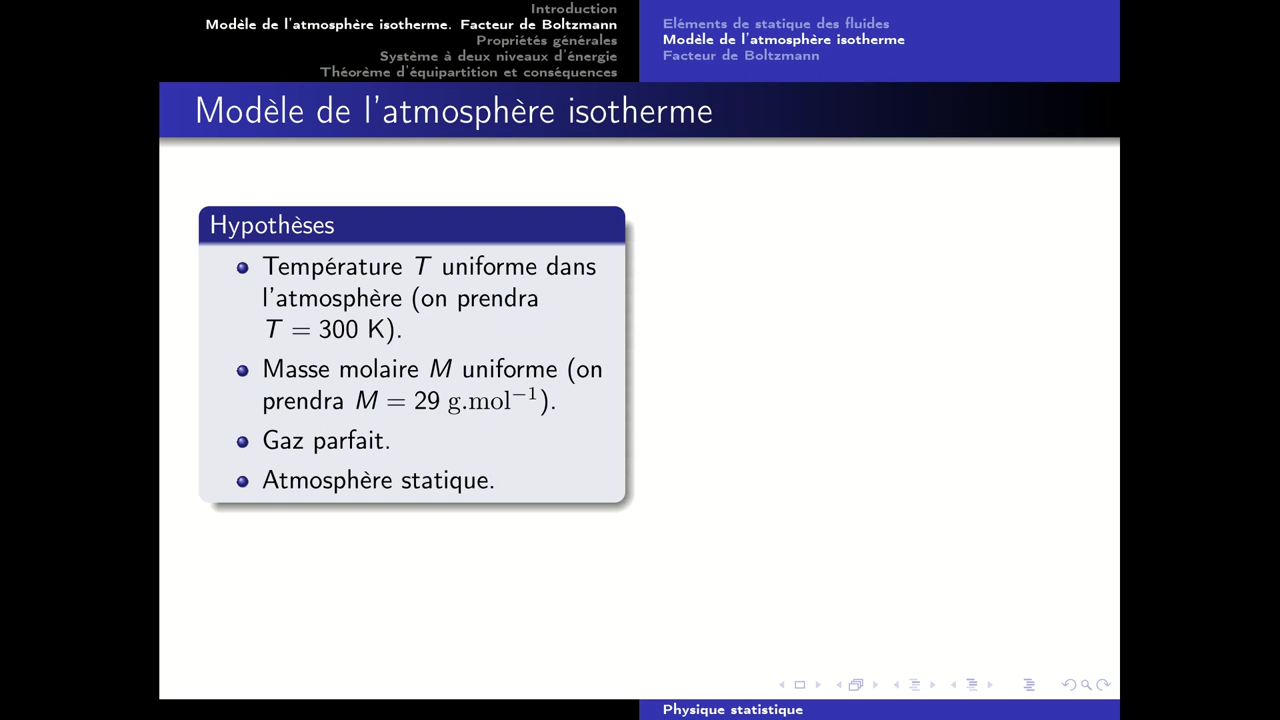 Introduction
Modèle de l'atmosphère isotherme. Facteur de Boltzmann
Propriétés générales
Système à deux niveaux d'énergie
Théorème d'équipartition et conséquences
Eléments de statique des fluides
Modèle de l'atmosphère isotherme
Facteur de Boltzmann
Modèle de l'atmosphère isotherme
Hypothèses
Température T uniforme dans
l'atmosphère (on prendra
T = 300 K).
Masse molaire M uniforme (on
prendra M = 29 g.mol⁻¹).
Gaz parfait.
Atmosphère statique.
Physique statistique